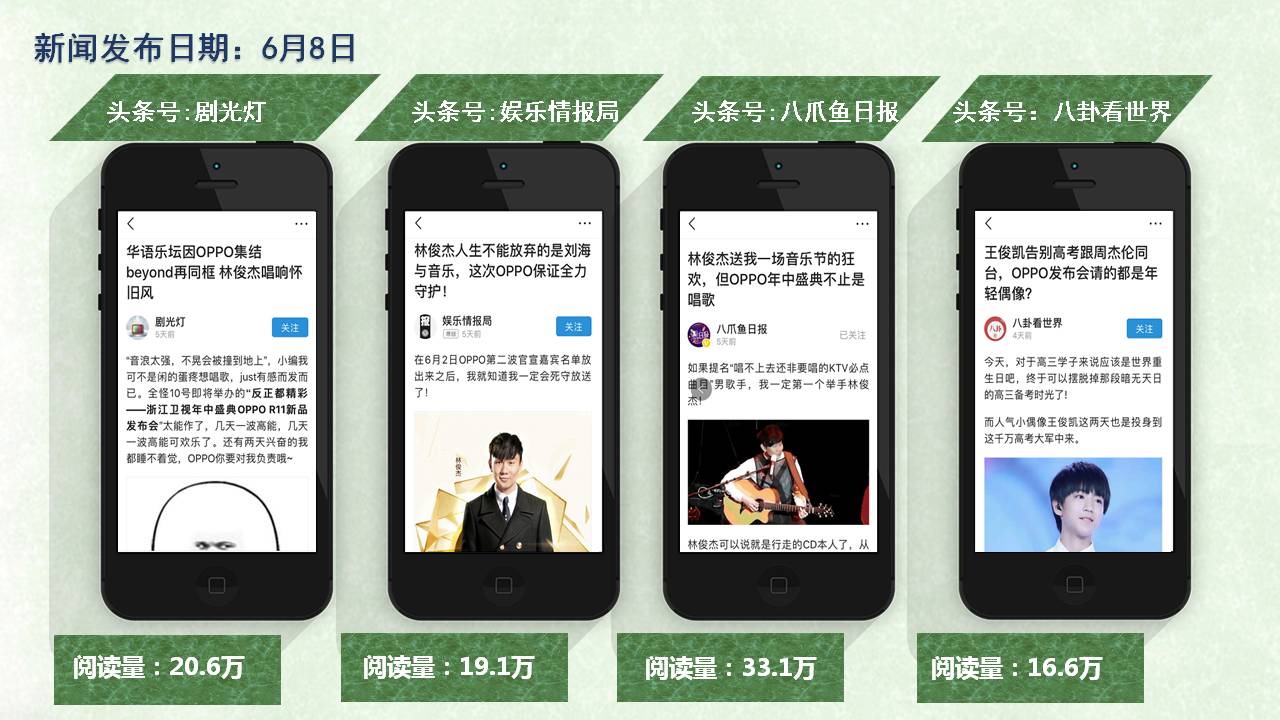 新闻发布日期：6月8日
头条号:剧光灯
头条号:娱乐情报局
头条号:八爪鱼日报
头条号：八卦看世界
华语乐坛因OPPO集结
beyond再同框 林俊杰唱响怀
旧风
剧光灯
5天前
关注
“音浪太强，不晃会被撞到地上”，小编我
可不是闲的蛋疼想唱歌，just有感而发而
已。全怪10号即将举办的“反正都精彩
——浙江卫视年中盛典OPPO R11新品
发布会”太能作了，几天一波高能，几天
一波高能可欢乐了。还有两天兴奋的我
都睡不着觉，OPPO你要对我负责哦~
林俊杰人生不能放弃的是刘海
与音乐，这次OPPO保证全力
守护！
娱乐情报局
5天前
关注
在6月2日OPPO第二波官宣嘉宾名单放
出来之后，我就知道我一定会死守放送
了！
林俊杰
林俊杰送我一场音乐节的狂
欢，但OPPO年中盛典不止是
唱歌
八爪鱼日报
5天前
已关注
如果提名“唱不上去还非要唱的KTV必点
曲目”男歌手，我一定第一个举手林俊
杰！
林俊杰可以说就是行走的CD本人了，从
王俊凯告别高考跟周杰伦同
台，OPPO发布会请的都是年
轻偶像？
八卦看世界
4天前
关注
今天，对于高三学子来说应该是世界重
生日吧，终于可以摆脱掉那段暗无天日
的高三备考时光了!
而人气小偶像王俊凯这两天也是投身到
这千万高考大军中来。
阅读量：20.6万
阅读量：19.1万
阅读量：33.1万
阅读量：16.6万